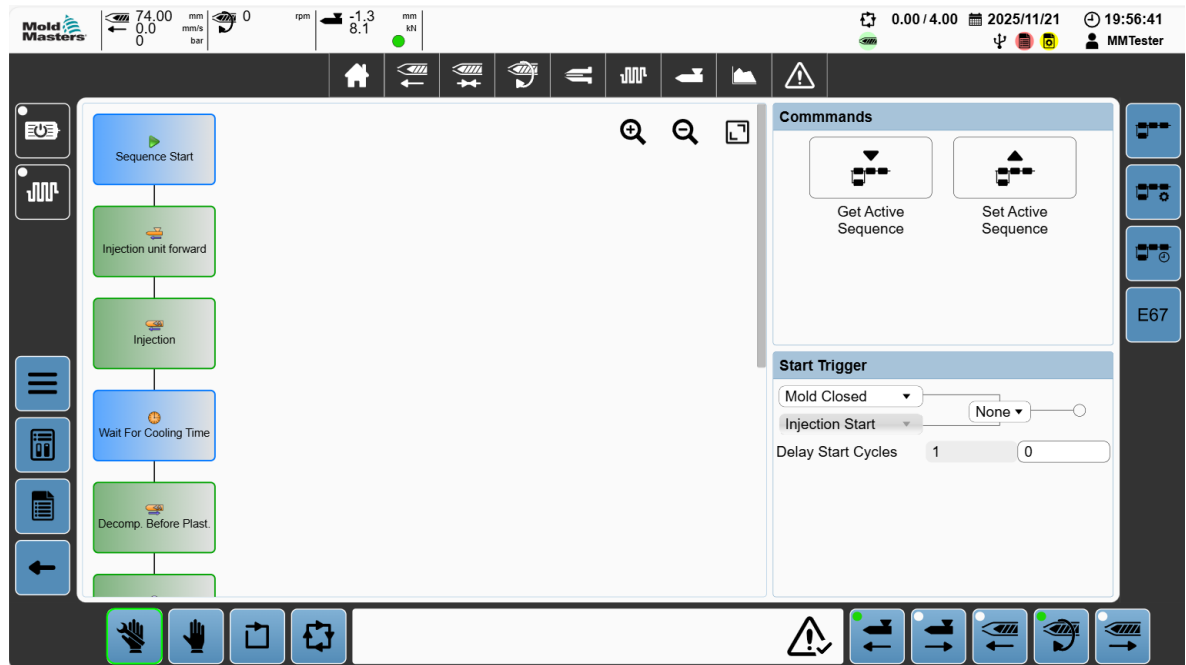 Mold
Masters
74.00 mm
0.0 mm/s
0 bar
0 rpm
-1.3 mm
8.1 kN
0.00 / 4.00
2025/11/21
19:56:41
MMTester
Sequence Start
Injection unit forward
Injection
Wait For Cooling Time
Decomp. Before Plast.
Commmands
Get Active
Sequence
Set Active
Sequence
E67
Start Trigger
Mold Closed
None
Injection Start
Delay Start Cycles 1 0